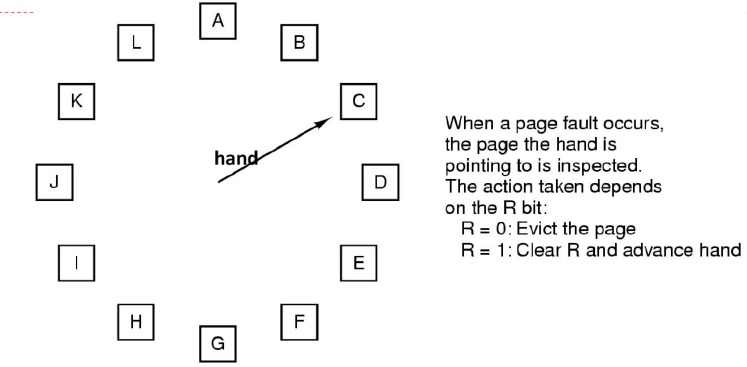 A
L
B
K
C
hand
J
D
I
E
H
F
G
When a page fault occurs,
the page the hand is
pointing to is inspected.
The action taken depends
on the R bit:
R = 0: Evict the page
R = 1: Clear R and advance hand